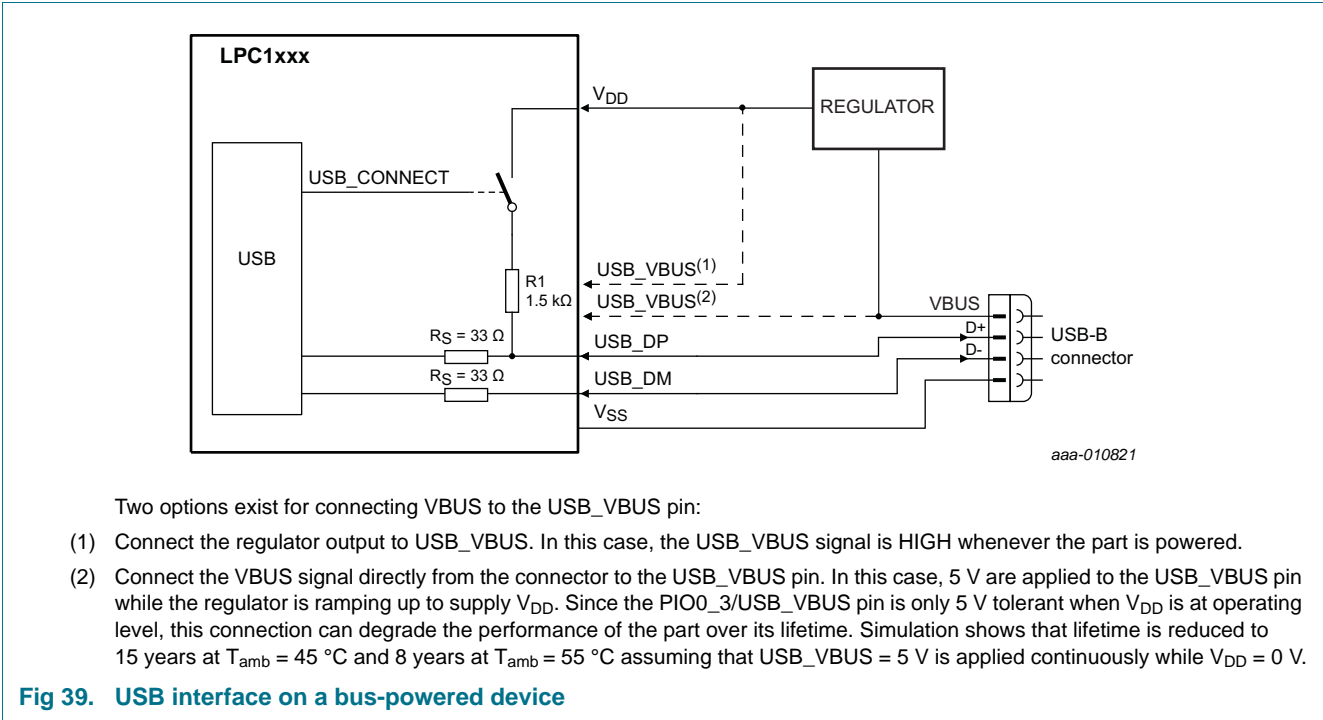 LPC1xxx
VDD
REGULATOR
USB_CONNECT
USB
R1
1.5 kΩ
USB_VBUS(1)
USB_VBUS(2)
VBUS
RS = 33 Ω
USB_DP
D+
USB-B
connector
D-
RS = 33 Ω
USB_DM
VSS
aaa-010821
Two options exist for connecting VBUS to the USB_VBUS pin:
(1) Connect the regulator output to USB_VBUS. In this case, the USB_VBUS signal is HIGH whenever the part is powered.
(2) Connect the VBUS signal directly from the connector to the USB_VBUS pin. In this case, 5 V are applied to the USB_VBUS pin
while the regulator is ramping up to supply VDD. Since the PIO0_3/USB_VBUS pin is only 5 V tolerant when VDD is at operating
level, this connection can degrade the performance of the part over its lifetime. Simulation shows that lifetime is reduced to
15 years at Tamb = 45 °C and 8 years at Tamb = 55 °C assuming that USB_VBUS = 5 V is applied continuously while VDD = 0 V.
Fig 39. USB interface on a bus-powered device